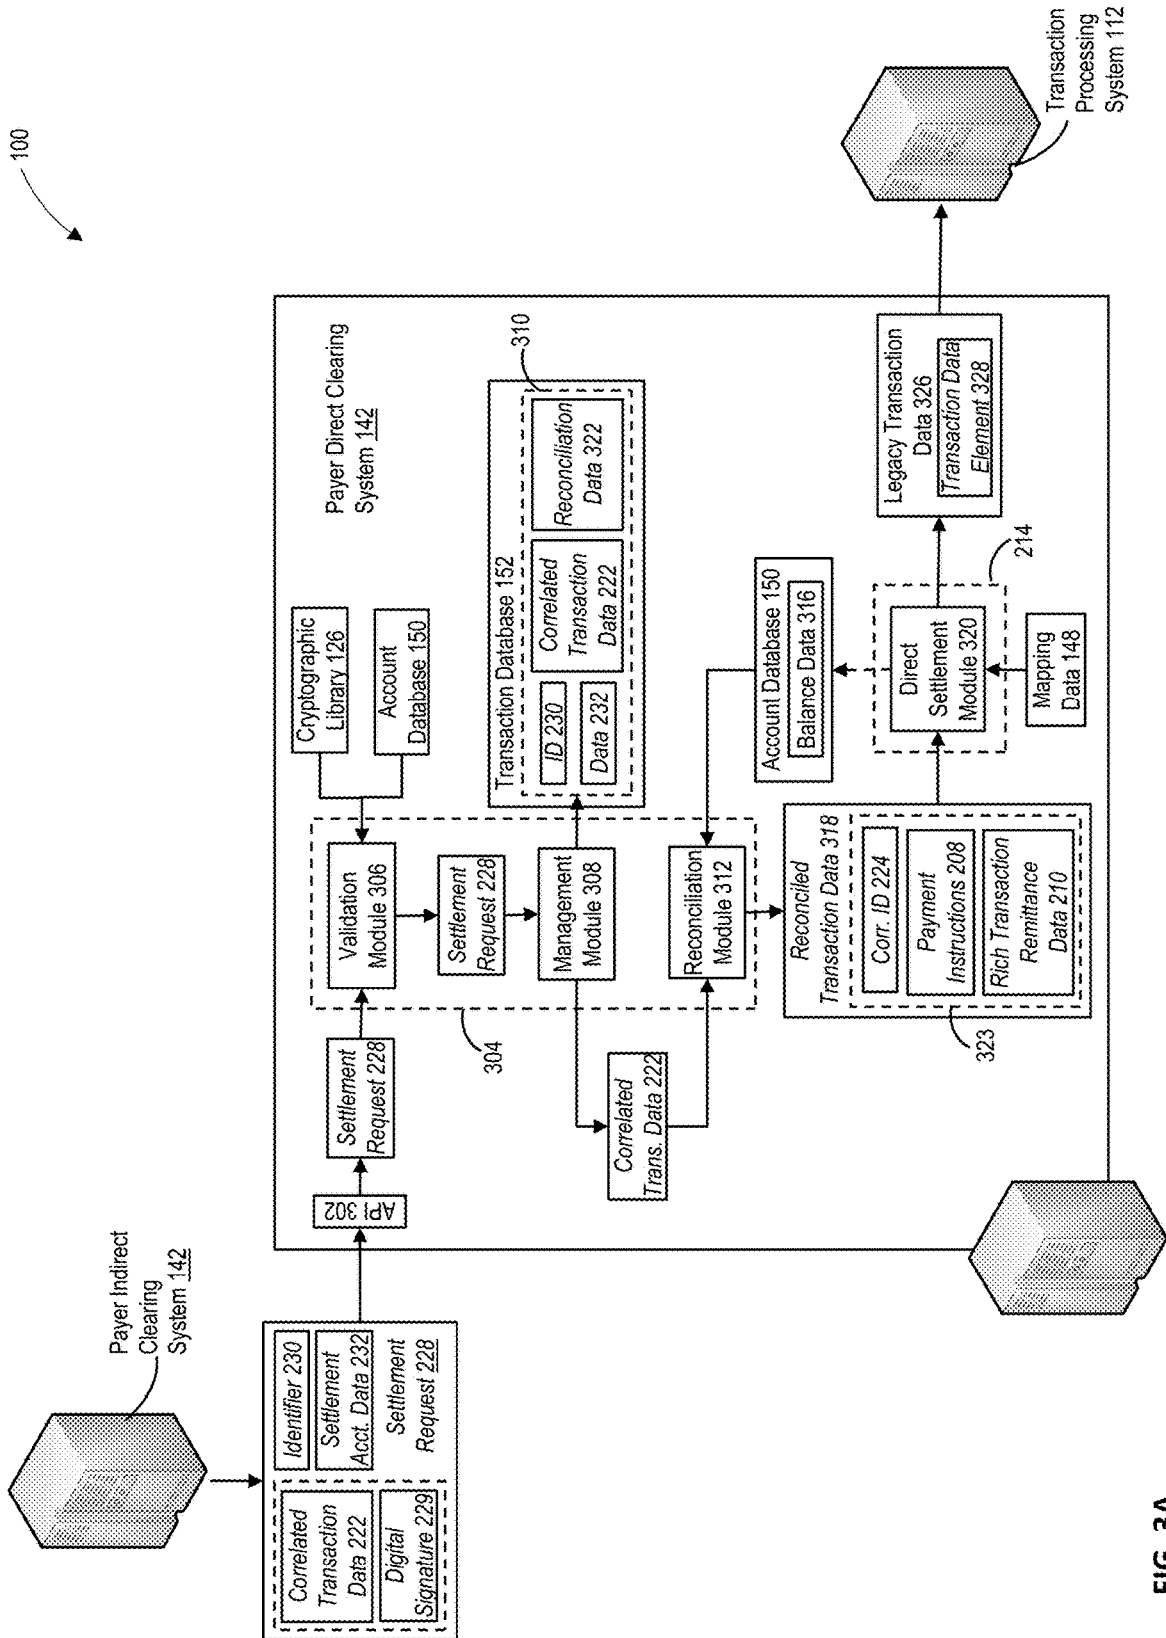 100
Payer Indirect
Clearing
System 142
Correlated
Transaction
Data 222
Digital
Signature 229
Identifier 230
Settlement
Acct. Data 232
Settlement
Request 228
API 302
Payer Direct Clearing
System 142
Settlement
Request 228
Cryptographic
Library 126
Account
Database 150
Validation
Module 306
Settlement
Request 228
Management
Module 308
304
Correlated
Trans. Data 222
Reconciliation
Module 312
Transaction Database 152
310
ID 230
Data 232
Correlated
Transaction
Data 222
Reconciliation
Data 322
Account Database 150
Balance Data 316
Reconciled
Transaction Data 318
Corr. ID 224
Payment
Instructions 208
Rich Transaction
Remittance
Data 210
323
Direct
Settlement
Module 320
214
Mapping
Data 148
Legacy Transaction
Data 326
Transaction Data
Element 328
Transaction
Processing
System 112
FIG. 3A